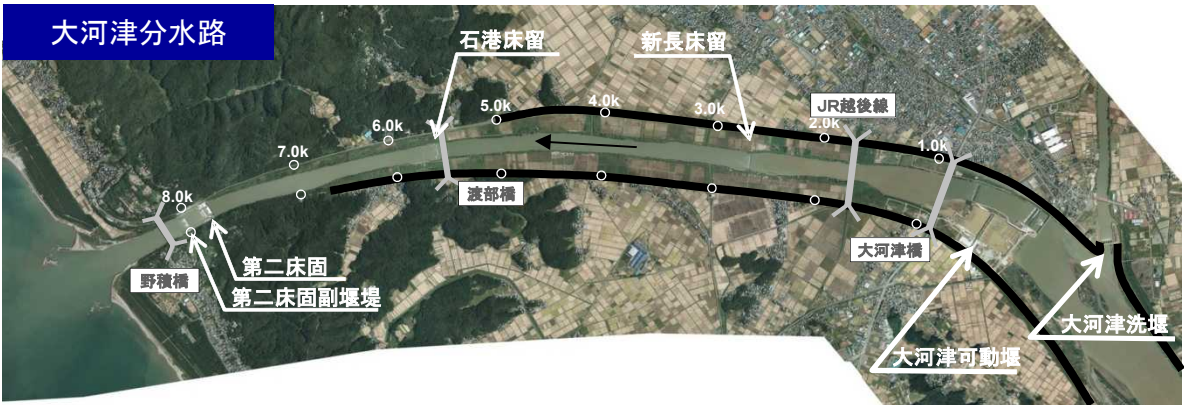 大河津分水路
石港床留
新長床留
JR越後線
5.0k
4.0k
3.0k
2.0k
1.0k
6.0k
7.0k
8.0k
渡部橋
大河津橋
野積橋
第二床固
第二床固副堰堤
大河津洗堰
大河津可動堰